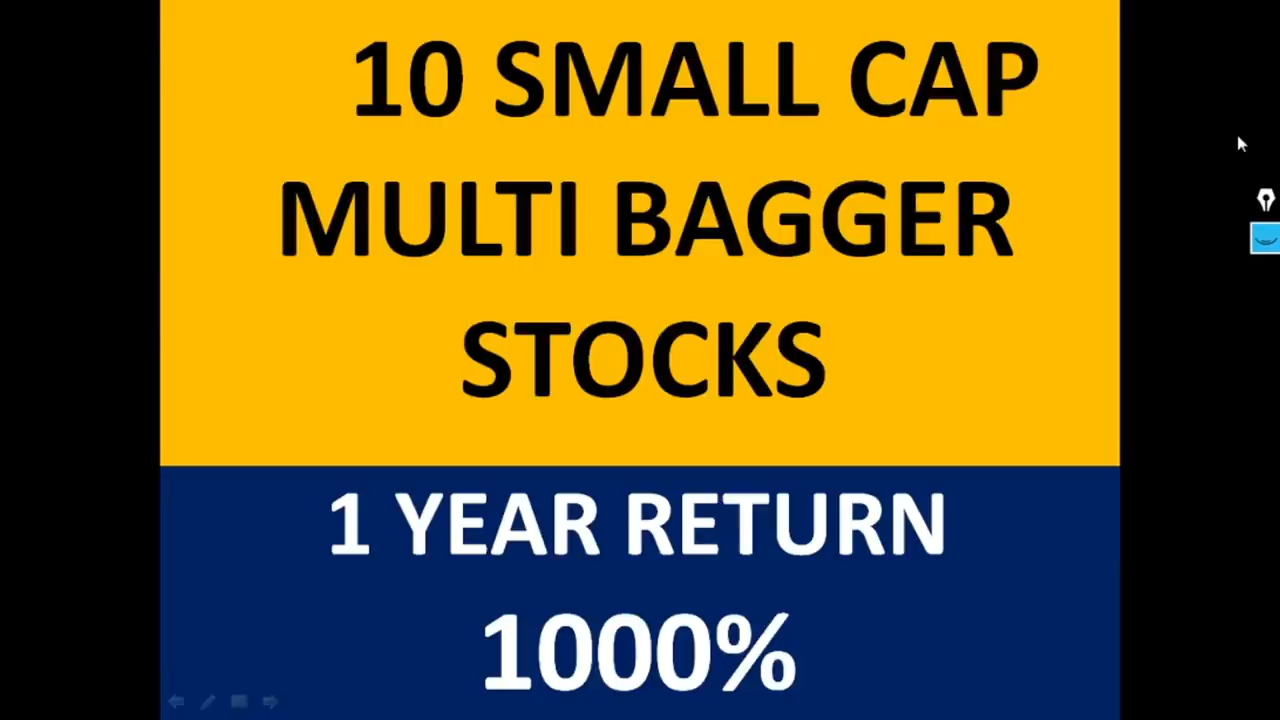 10 SMALL CAP
MULTI BAGGER
STOCKS
1 YEAR RETURN
1000%